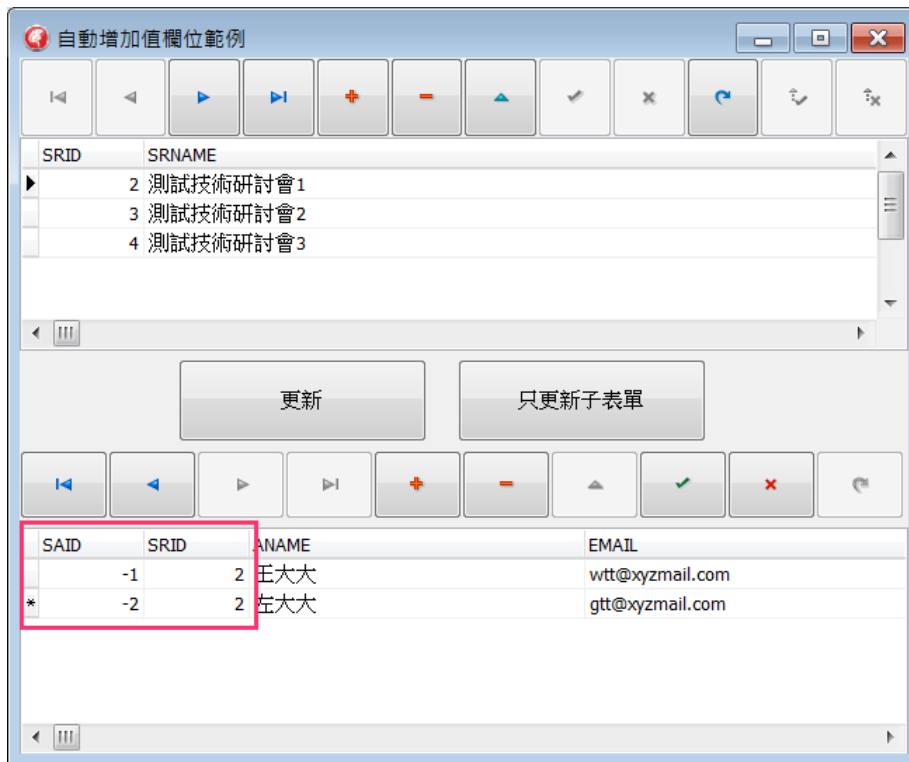 自動增加值欄位範例
SRID SRNAME
2 測試技術研討會1
3 測試技術研討會2
4 測試技術研討會3
更新 只更新子表單
SAID SRID ANAME EMAIL
-1 2 王大大 wtt@xyzmail.com
* -2 2 左大大 gtt@xyzmail.com